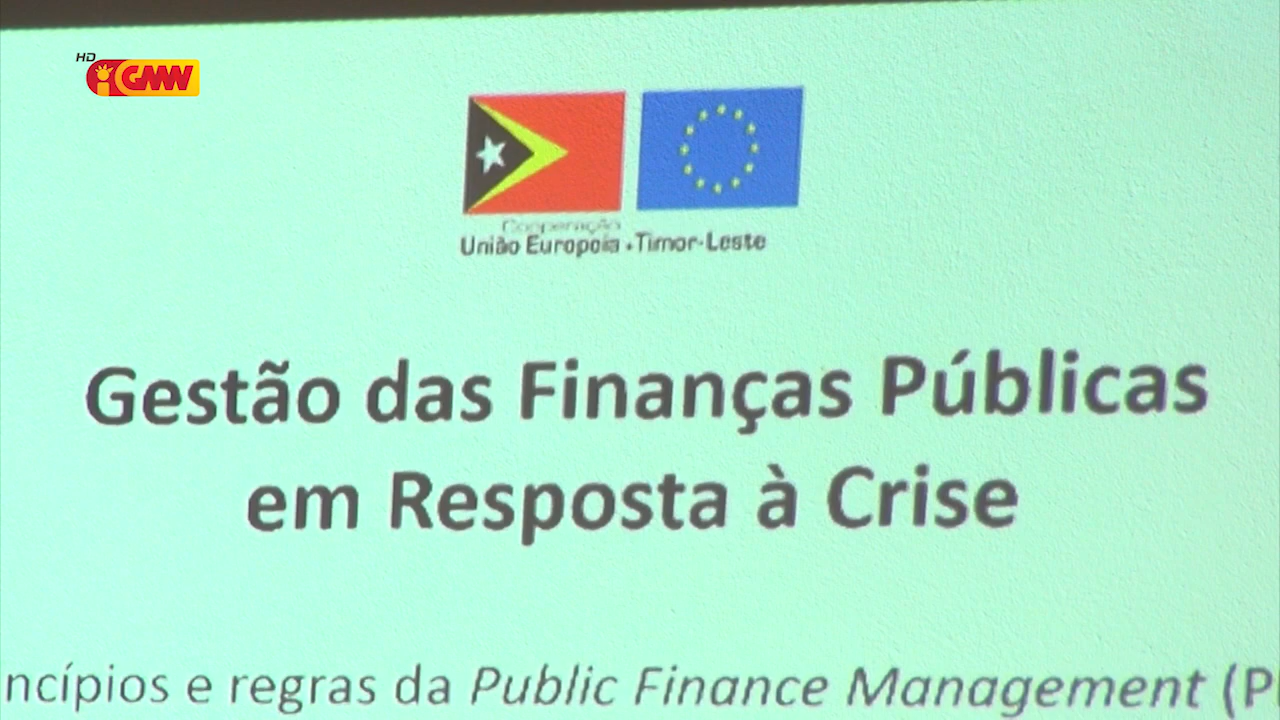 HD
GMN
Cooperação
União Europeia - Timor-Leste
Gestão das Finanças Públicas
em Resposta à Crise
ncípios e regras da Public Finance Management (P